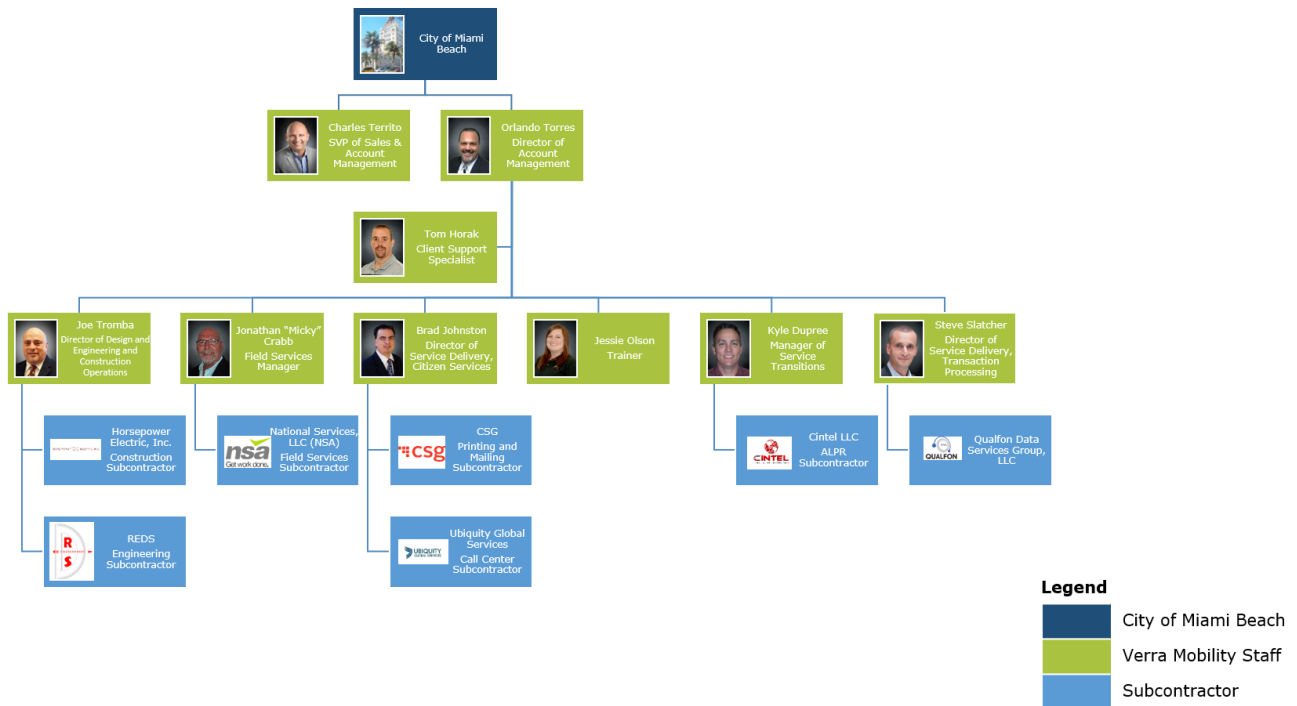 City of Miami
Beach
Charles Territo
SVP of Sales &
Account
Management
Orlando Torres
Director of
Account
Management
Tom Horak
Client Support
Specialist
Joe Tromba
Director of Design and
Engineering and
Construction
Operations
Jonathan "Micky"
Crabb
Field Services
Manager
Brad Johnston
Director of
Service Delivery,
Citizen Services
Jessie Olson
Trainer
Kyle Dupree
Manager of
Service
Transitions
Steve Slatcher
Director of
Service Delivery,
Transaction
Processing
Horsepower
Electric, Inc.
Construction
Subcontractor
nsa
Get work done.
National Services,
LLC (NSA)
Field Services
Subcontractor
csg
CSG
Printing and
Mailing
Subcontractor
CINTEL
Cintel LLC
ALPR
Subcontractor
QUALFON
Qualfon Data
Services Group,
LLC
R
S
REDS
Engineering
Subcontractor
UBIQUITY
GLOBAL SERVICES
Ubiquity Global
Services
Call Center
Subcontractor
Legend
City of Miami Beach
Verra Mobility Staff
Subcontractor